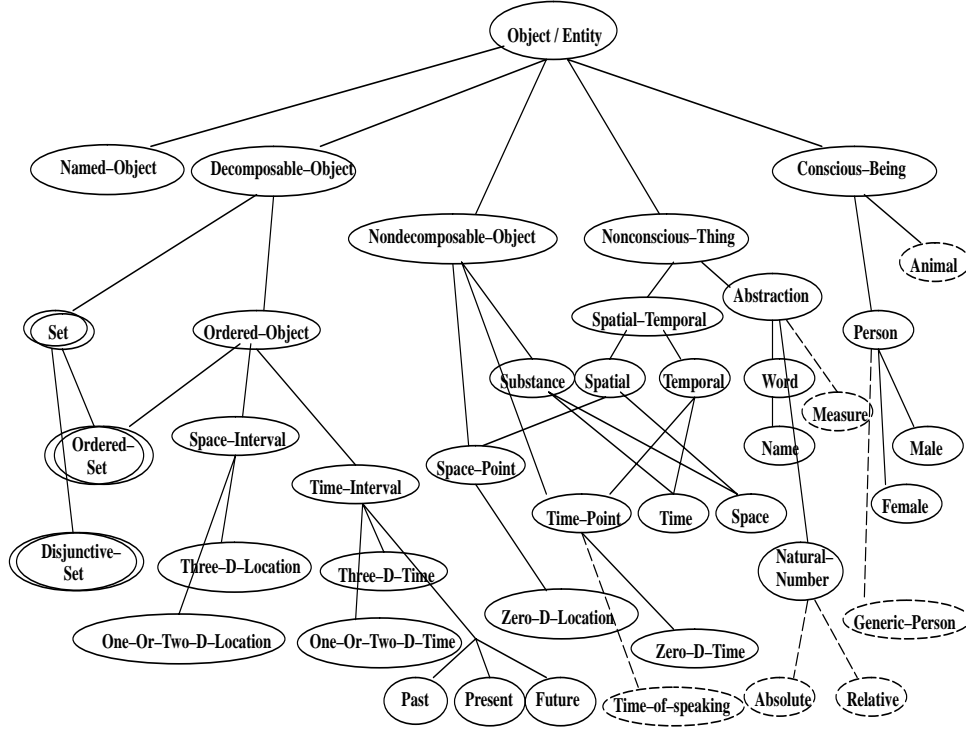 Object / Entity
Named–Object
Decomposable–Object
Conscious–Being
Nondecomposable–Object
Nonconscious–Thing
Animal
Abstraction
Set
Ordered–Object
Spatial–Temporal
Person
Substance
Spatial
Temporal
Word
Measure
Ordered–
Set
Space–Interval
Name
Male
Space–Point
Time–Interval
Female
Time–Point
Time
Space
Disjunctive–
Set
Three–D–Location
Three–D–Time
Natural–
Number
Zero–D–Location
Generic–Person
One–Or–Two–D–Location
One–Or–Two–D–Time
Zero–D–Time
Past
Present
Future
Time–of–speaking
Absolute
Relative